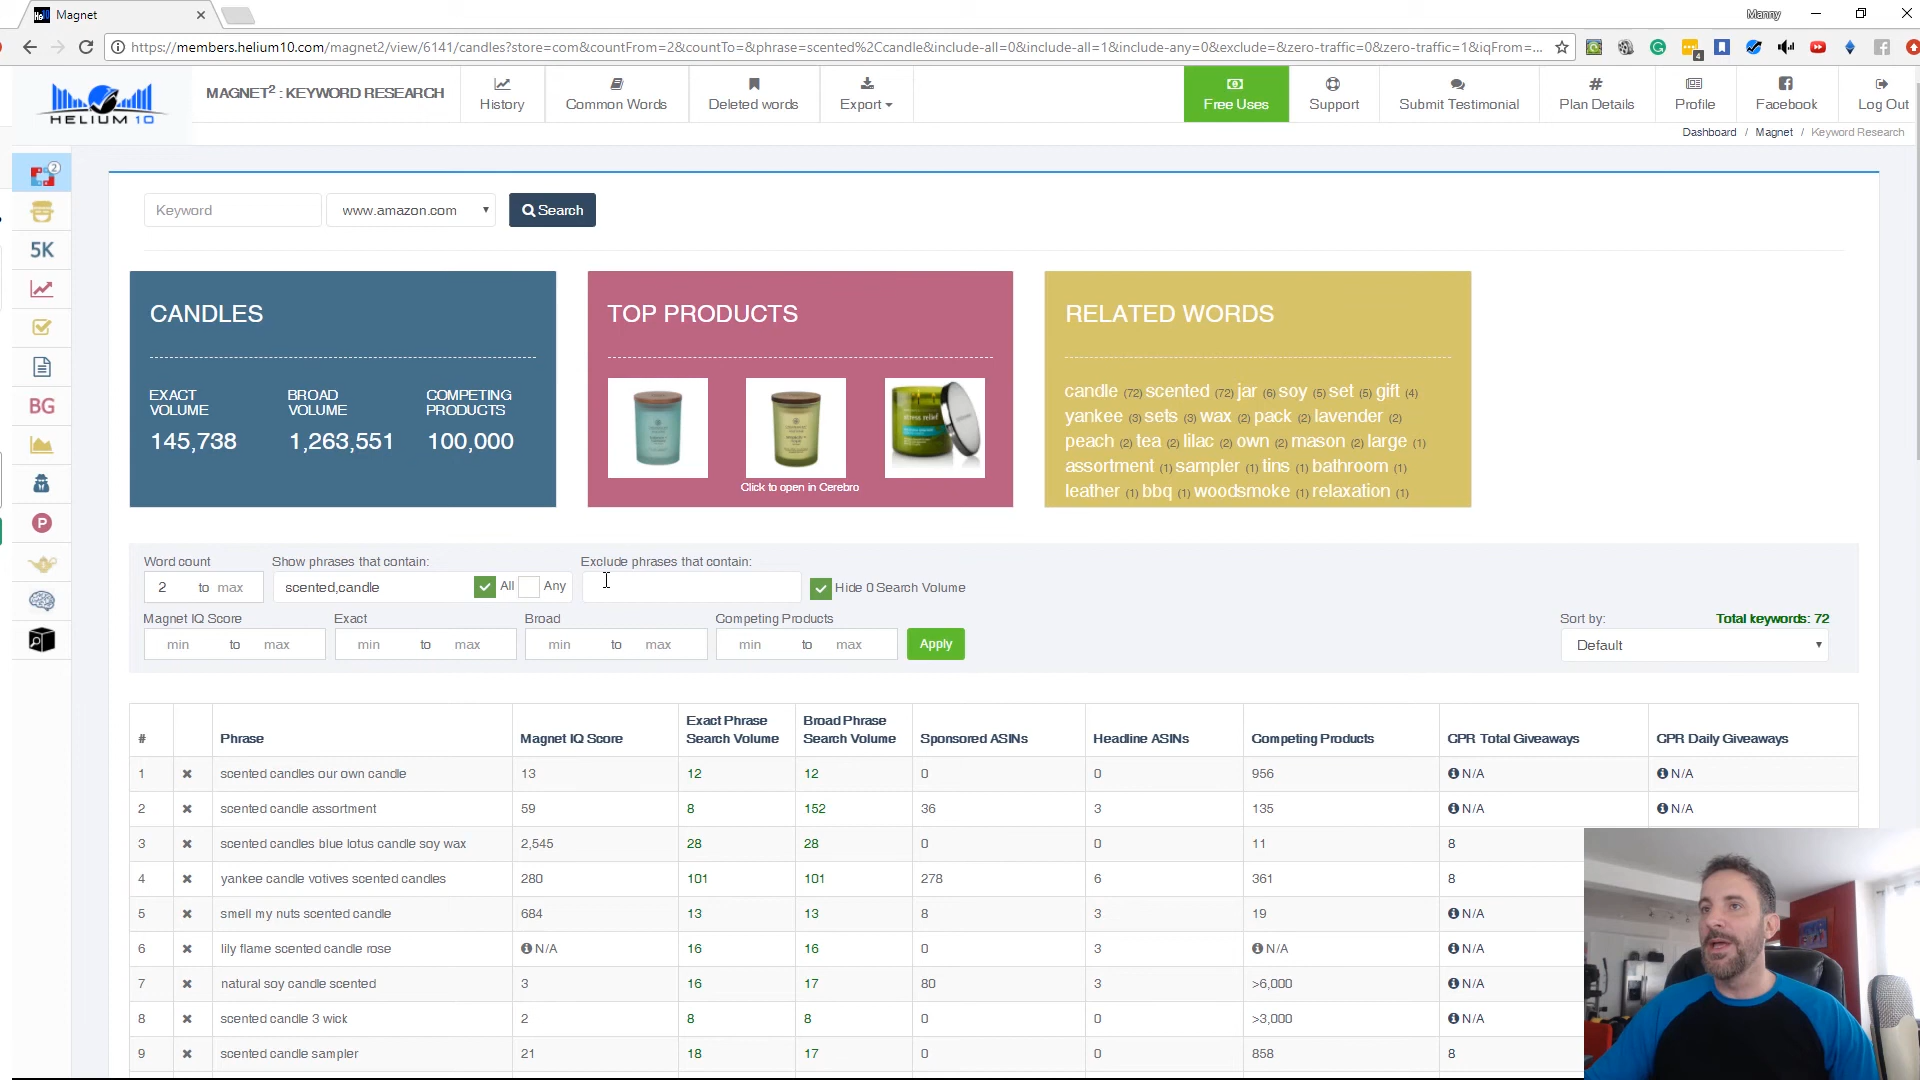 Magnet
Manny
https://members.helium10.com/magnet2/view/6141/candles?store=com&countFrom=2&countTo=&phrase=scented%2Ccandle&include-all=0&include-all=1&include-any=0&exclude=&zero-traffic=0&zero-traffic=1&iqFrom=...
4
HELIUM 10
MAGNET² : KEYWORD RESEARCH
History
Common Words
Deleted words
Export
Free Uses
Support
Submit Testimonial
Plan Details
Profile
Facebook
Log Out
Dashboard / Magnet / Keyword Research
2
5K
BG
P
Keyword
www.amazon.com
Search
CANDLES
EXACT VOLUME
BROAD VOLUME
COMPETING PRODUCTS
145,738
1,263,551
100,000
TOP PRODUCTS
stress relief
Click to open in Cerebro
RELATED WORDS
candle (72) scented (72) jar (6) soy (5) set (5) gift (4)
yankee (3) sets (3) wax (2) pack (2) lavender (2)
peach (2) tea (2) lilac (2) own (2) mason (2) large (1)
assortment (1) sampler (1) tins (1) bathroom (1)
leather (1) bbq (1) woodsmoke (1) relaxation (1)
Word count
Show phrases that contain:
Exclude phrases that contain:
2 to max
scented,candle
All
Any
Hide 0 Search Volume
Magnet IQ Score
Exact
Broad
Competing Products
Sort by:
Total keywords: 72
min to max
min to max
min to max
min to max
Apply
Default
# Phrase Magnet IQ Score Exact Phrase Search Volume Broad Phrase Search Volume Sponsored ASINs Headline ASINs Competing Products CPR Total Giveaways CPR Daily Giveaways
1 scented candles our own candle 13 12 12 0 0 956 N/A N/A
2 scented candle assortment 59 8 152 36 3 135 N/A N/A
3 scented candles blue lotus candle soy wax 2,545 28 28 0 0 11 8
4 yankee candle votives scented candles 280 101 101 278 6 361 8
5 smell my nuts scented candle 684 13 13 8 3 19 N/A
6 lily flame scented candle rose N/A 16 16 0 3 N/A N/A
7 natural soy candle scented 3 16 17 80 3 >6,000 N/A
8 scented candle 3 wick 2 8 8 0 0 >3,000 N/A
9 scented candle sampler 21 18 17 0 0 858 8